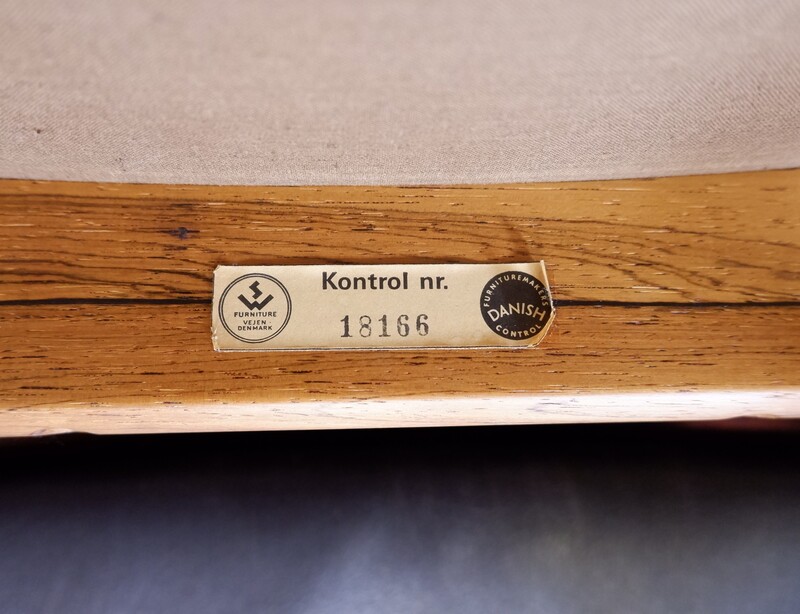 Kontrol nr.
18166
SW
FURNITURE
VEJEN-
DENMARK
FURNITUREMAKERS
DANISH
CONTROL